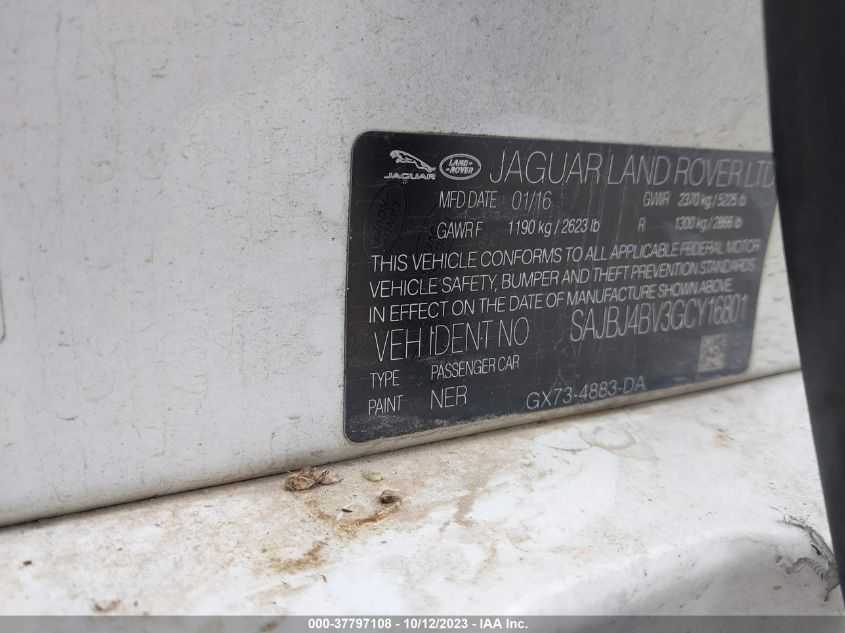 JAGUAR
LAND ROVER
JAGUAR LAND ROVER LTD
MFD DATE 01/16 GVWR 2370 kg / 5225 lb
GAWR F 1190 kg / 2623 lb R 1300 kg / 2866 lb
THIS VEHICLE CONFORMS TO ALL APPLICABLE FEDERAL MOTOR
VEHICLE SAFETY, BUMPER AND THEFT PREVENTION STANDARDS
IN EFFECT ON THE DATE OF MANUFACTURE SHOWN ABOVE
VEH IDENT NO SAJBJ4BV3GCY16801
TYPE PASSENGER CAR
PAINT NER GX73-4883-DA
000-37797108 - 10/12/2023 - IAA Inc.